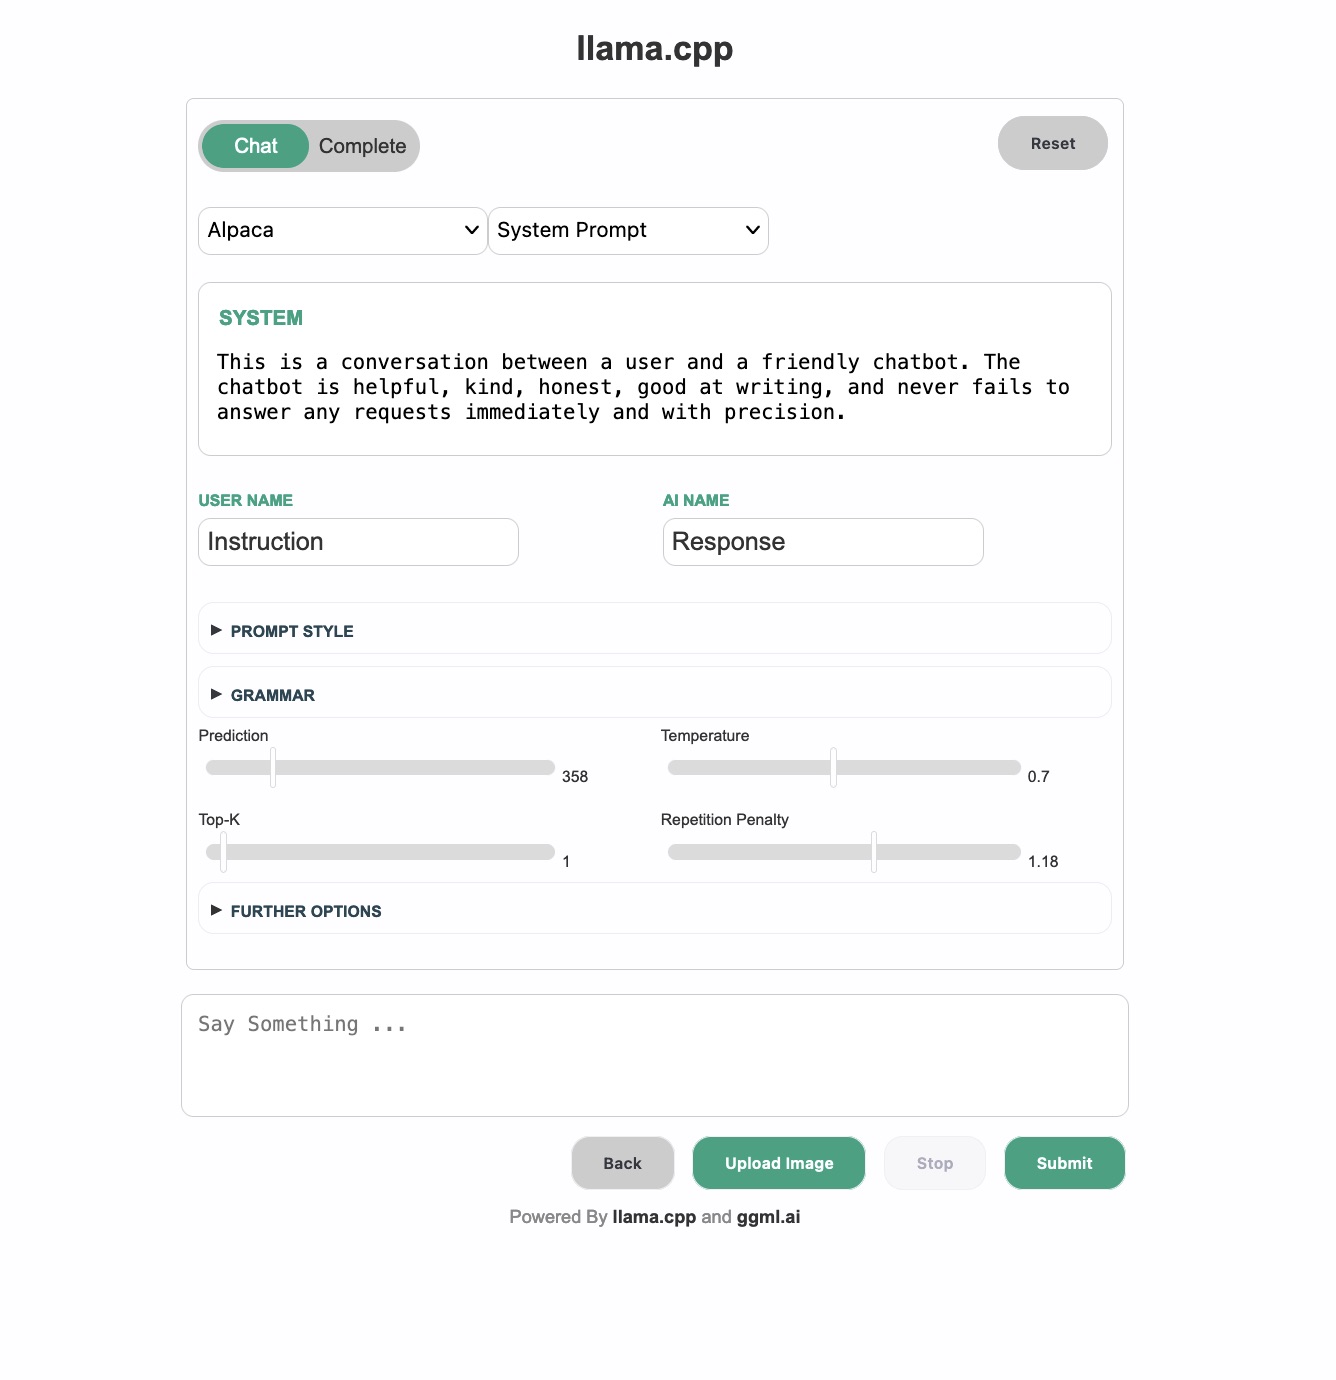 llama.cpp
Chat Complete
Reset
Alpaca
System Prompt
SYSTEM
This is a conversation between a user and a friendly chatbot. The
chatbot is helpful, kind, honest, good at writing, and never fails to
answer any requests immediately and with precision.
USER NAME
AI NAME
Instruction
Response
PROMPT STYLE
GRAMMAR
Prediction
358
Temperature
0.7
Top-K
1
Repetition Penalty
1.18
FURTHER OPTIONS
Say Something ...
Back
Upload Image
Stop
Submit
Powered By llama.cpp and ggml.ai